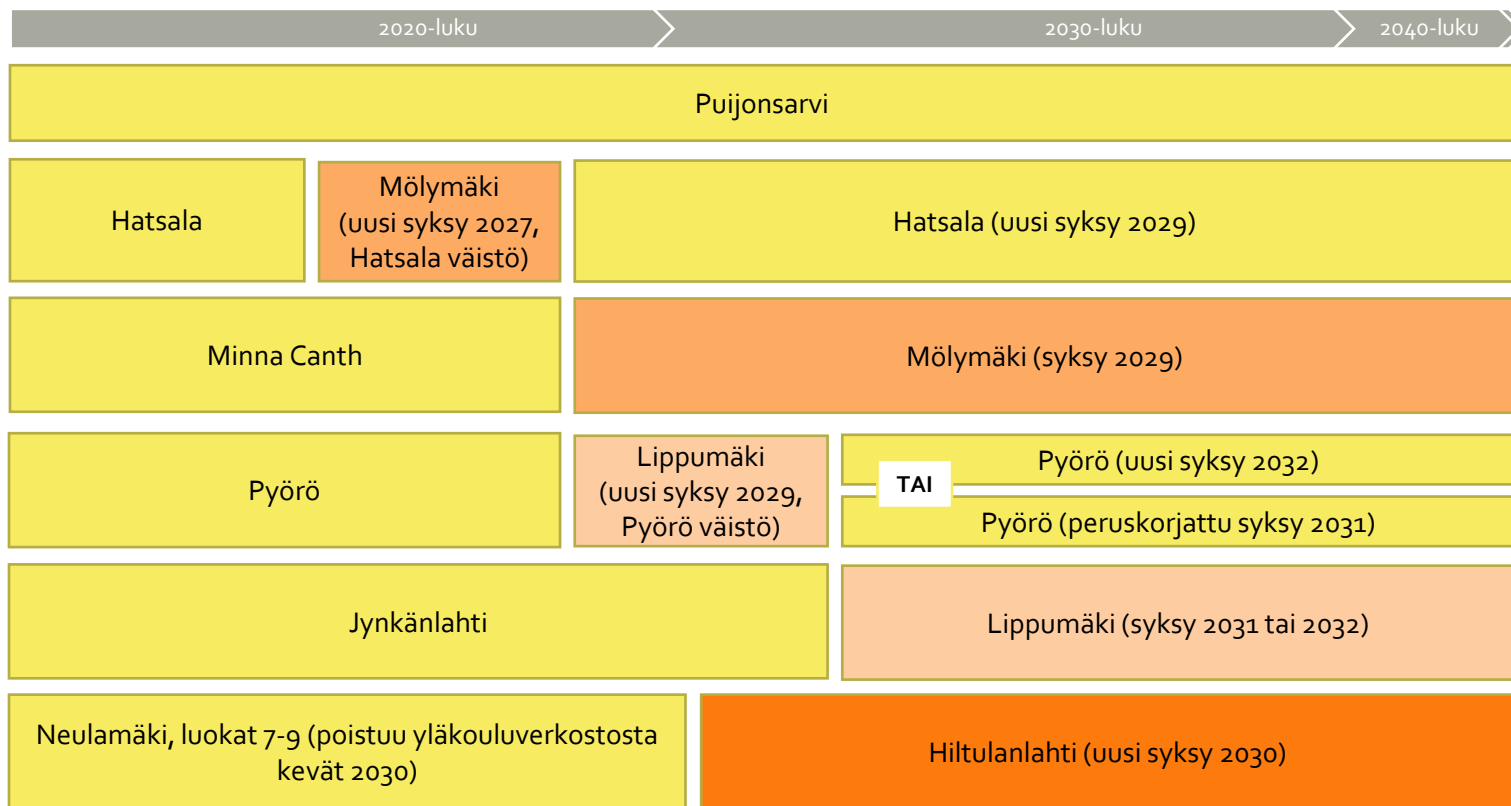 2020-luku
2030-luku
2040-luku
Puijonsarvi
Hatsala
Mölymäki
(uusi syksy 2027,
Hatsala väistö)
Hatsala (uusi syksy 2029)
Minna Canth
Mölymäki (syksy 2029)
Pyörö
Lippumäki
(uusi syksy 2029,
Pyörö väistö)
TAI
Pyörö (uusi syksy 2032)
Pyörö (peruskorjattu syksy 2031)
Jynkänlahti
Lippumäki (syksy 2031 tai 2032)
Neulamäki, luokat 7-9 (poistuu yläkouluverkostosta
kevät 2030)
Hiltulanlahti (uusi syksy 2030)